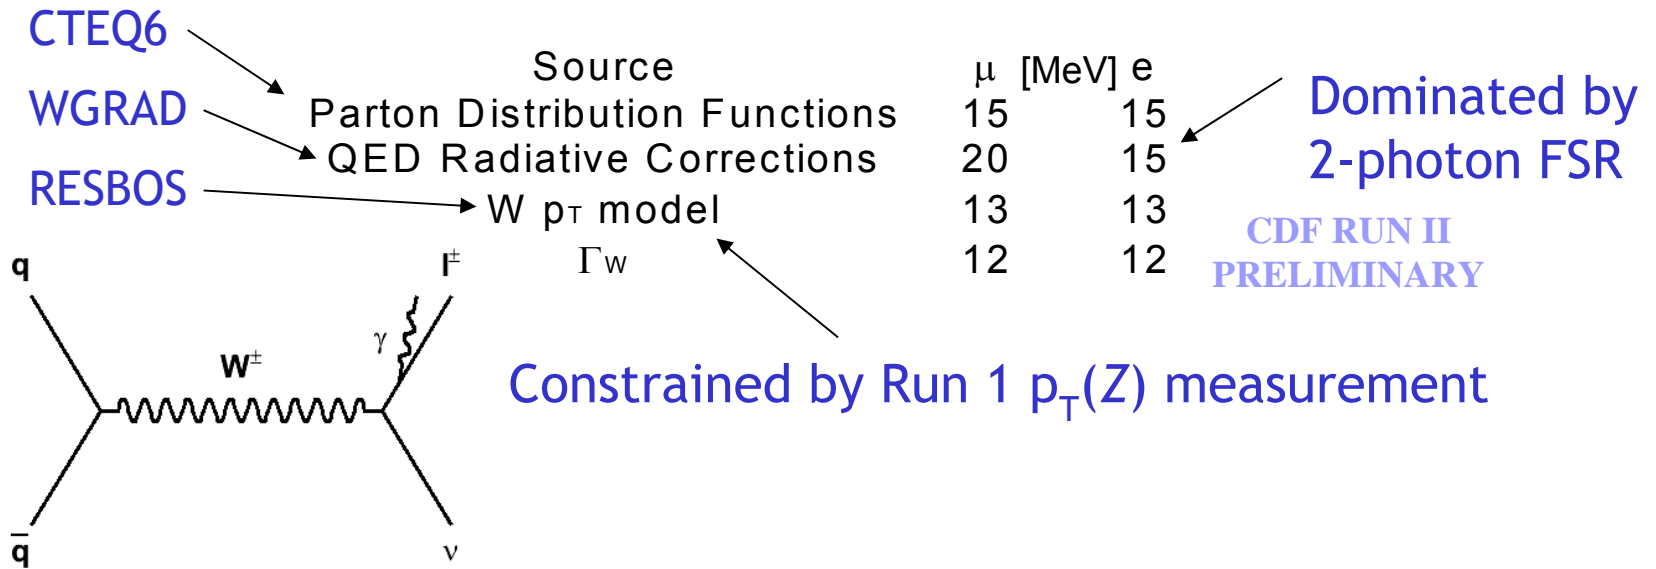 CTEQ6
WGRAD
RESBOS
Source μ [MeV] e
Parton Distribution Functions 15 15
QED Radiative Corrections 20 15
W pT model 13 13
ΓW 12 12
Dominated by
2-photon FSR
CDF RUN II
PRELIMINARY
Constrained by Run 1 pT(Z) measurement
q
l±
γ
W±
q̅
ν